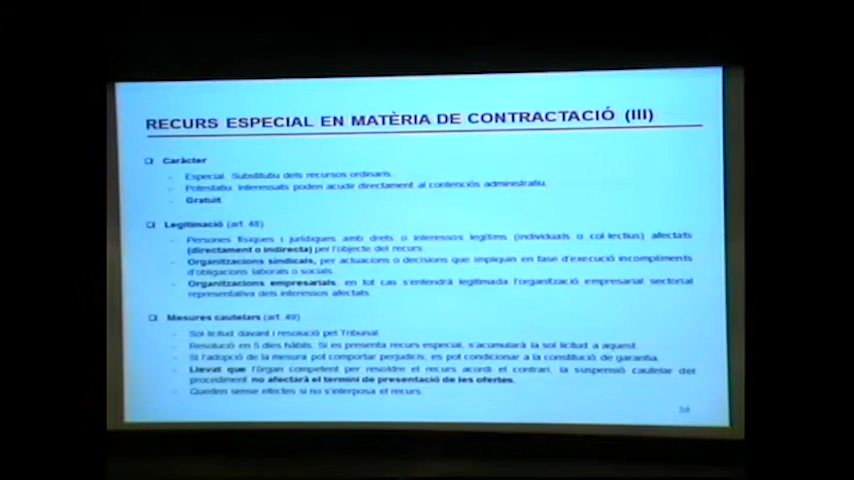 RECURS ESPECIAL EN MATÈRIA DE CONTRACTACIÓ (III)
❑ Caràcter
- Especial. Substitutiu dels recursos ordinaris.
- Potestatiu. Interessats poden acudir directament al contenciós administratiu.
- Gratuït
❑ Legitimació (art. 48)
- Persones físiques i jurídiques amb drets o interessos legítims (individuals o col·lectius) afectats
(directament o indirecta) per l'objecte del recurs.
- Organitzacions sindicals, per actuacions o decisions que impliquin en fase d'execució incompliments
d'obligacions laborals o socials.
- Organitzacions empresarials, en tot cas s'entendrà legitimada l'organització empresarial sectorial
representativa dels interessos afectats.
❑ Mesures cautelars (art. 49)
- Sol·licitud davant i resolució pel Tribunal.
- Resolució en 5 dies hàbils. Si es presenta recurs especial, s'acumularà la sol·licitud a aquest.
- Si l'adopció de la mesura pot comportar perjudicis, es pot condicionar a la constitució de garantia.
- Llevat que l'òrgan competent per resoldre el recurs acordi el contrari, la suspensió cautelar del
procediment no afectarà el termini de presentació de les ofertes.
- Queden sense efectes si no s'interposa el recurs.